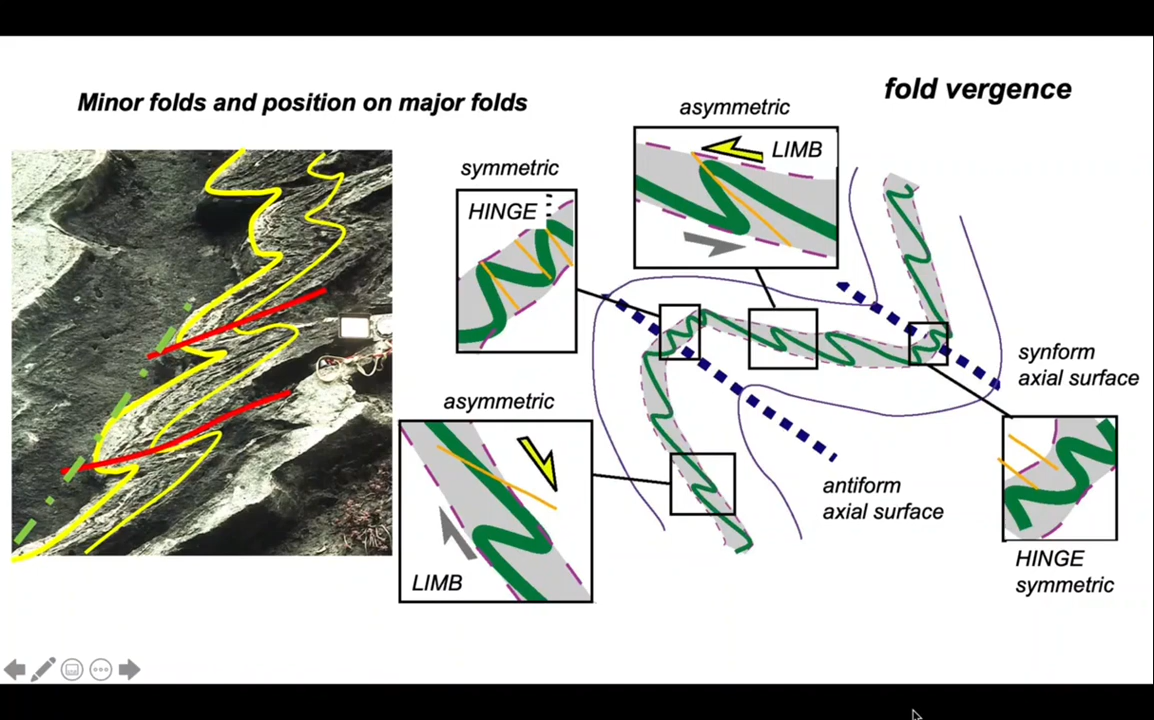 Minor folds and position on major folds
fold vergence
asymmetric
LIMB
symmetric
HINGE
synform
axial surface
asymmetric
LIMB
antiform
axial surface
HINGE
symmetric